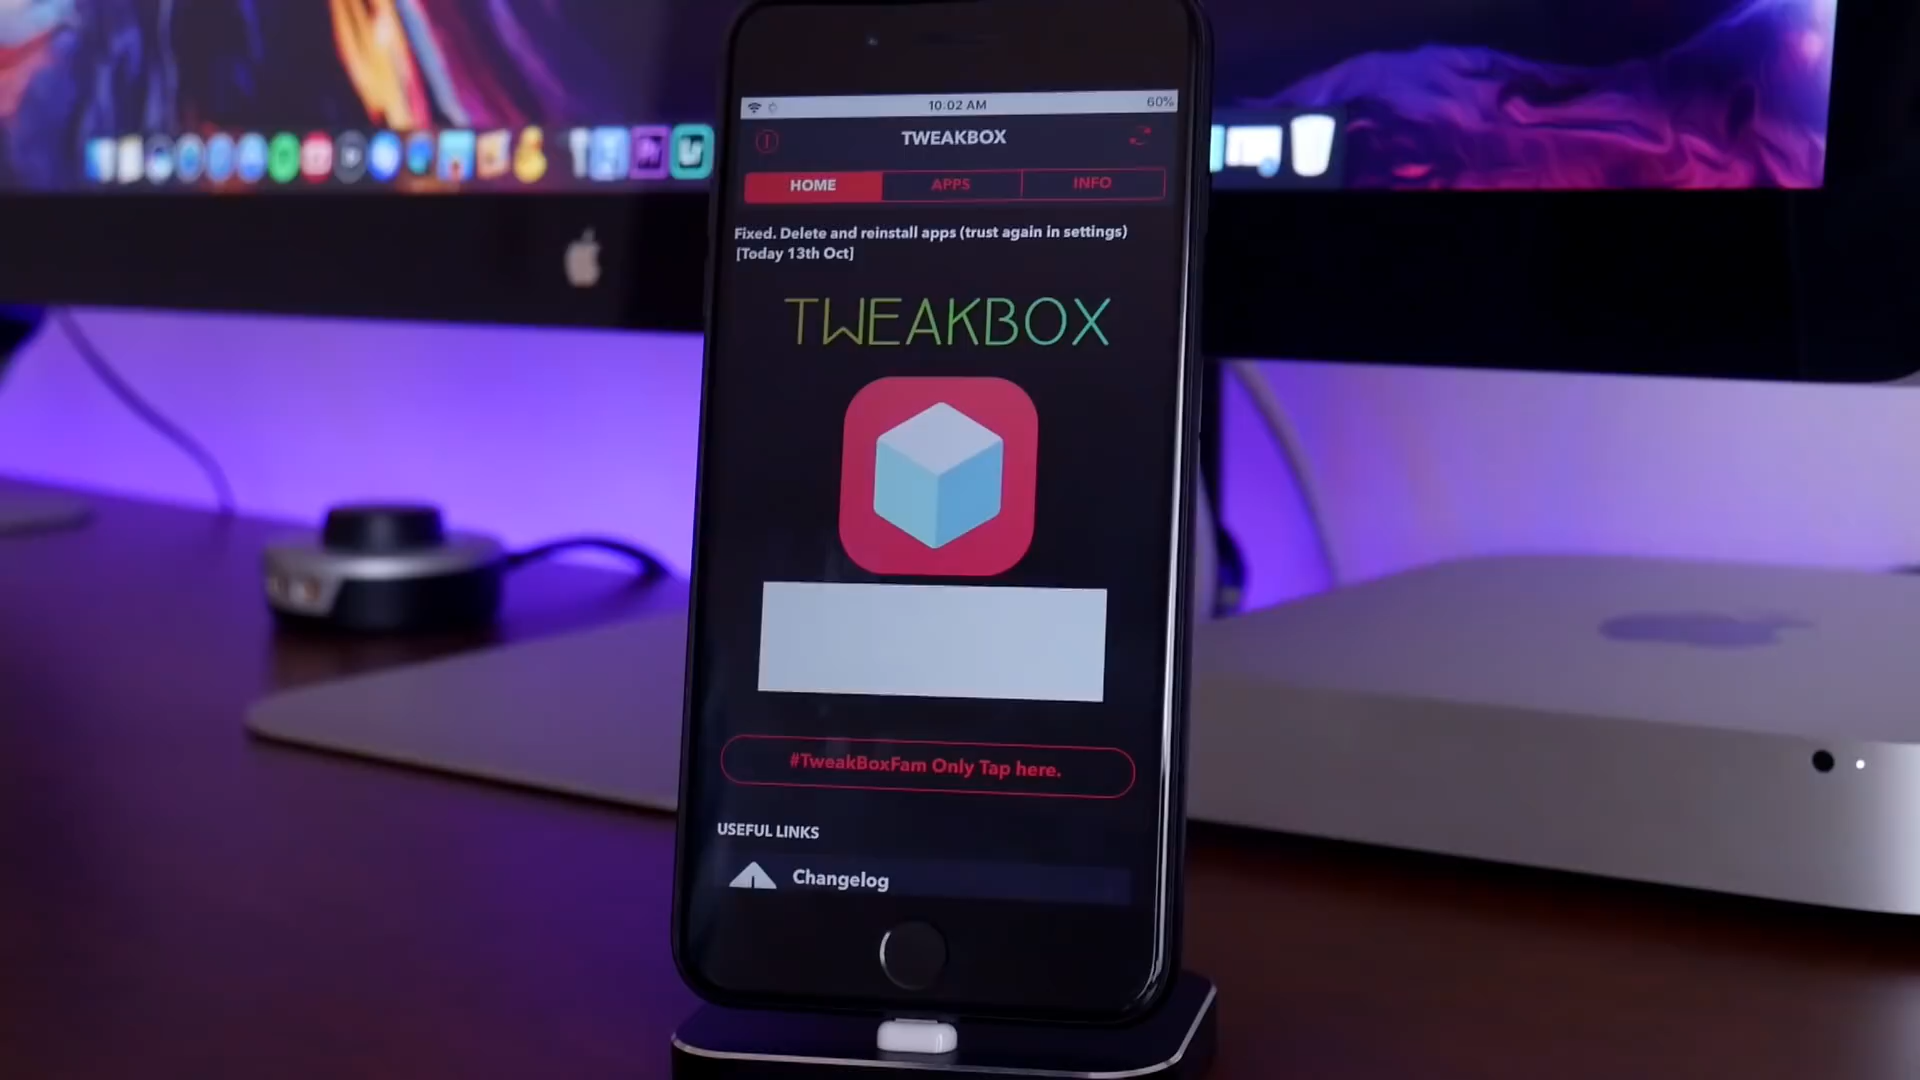 10.02 AM
60%
TWEAKBOX
HOME
APPS
INFO
Fixed. Delete and reinstall apps (trust again in settings)
[Today 13th Oct]
TWEAKBOX
#TweakBoxFam Only Tap here.
USEFUL LINKS
Changelog
Pr